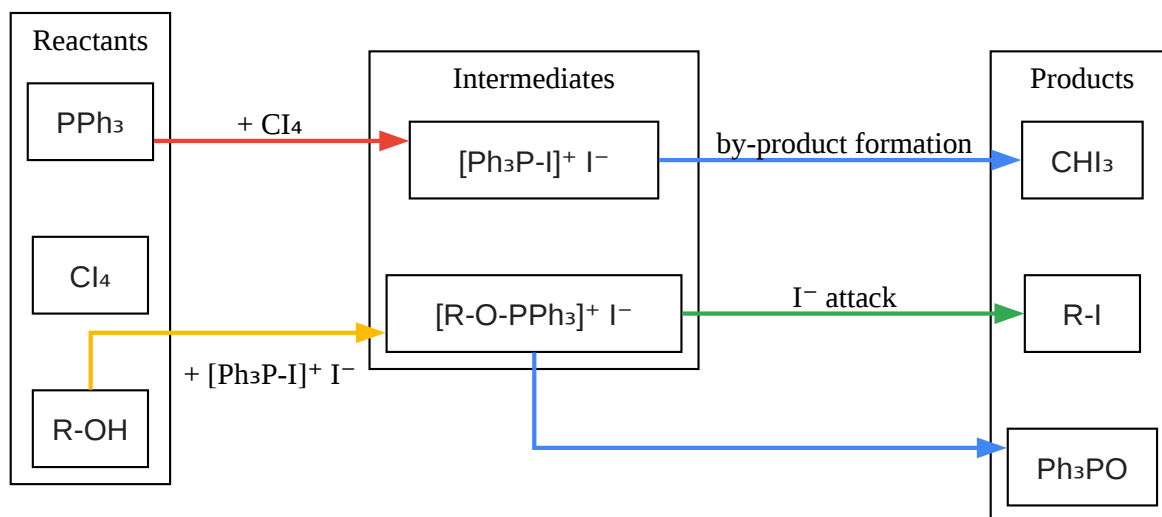 Reactants
PPh₃
CI₄
R-OH
+ CI₄
+ [Ph₃P-I]⁺ I⁻
Intermediates
[Ph₃P-I]⁺ I⁻
[R-O-PPh₃]⁺ I⁻
by-product formation
I⁻ attack
Products
CHI₃
R-I
Ph₃PO